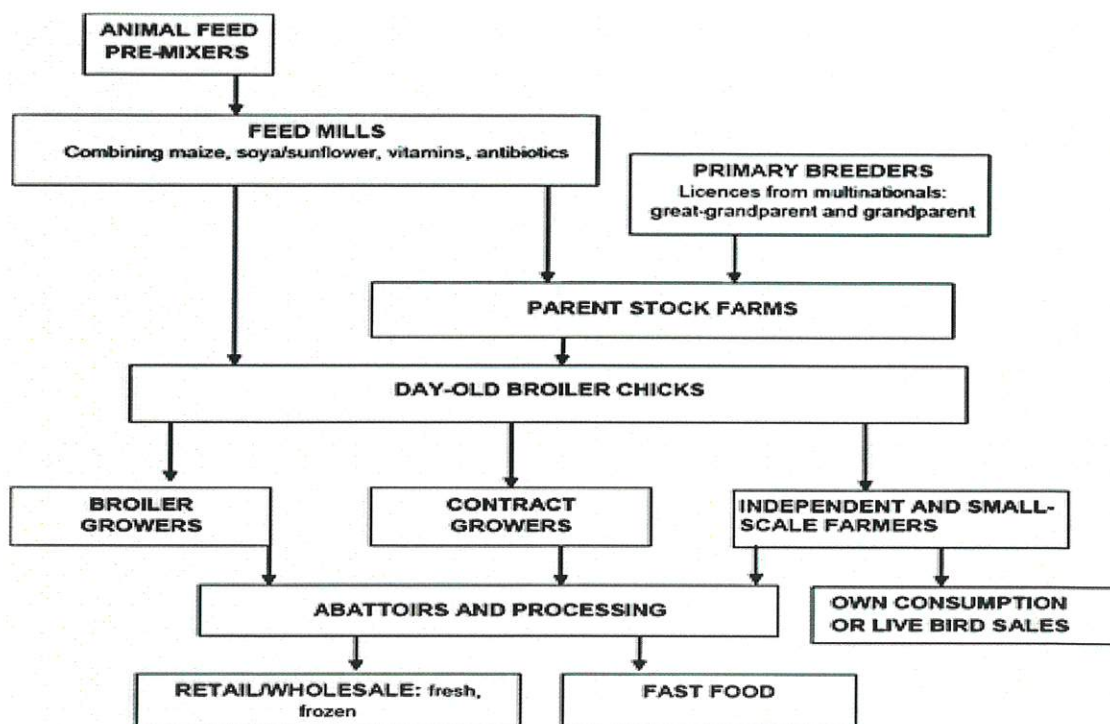 ANIMAL FEED
PRE-MIXERS
FEED MILLS
Combining maize, soya/sunflower, vitamins, antibiotics
PRIMARY BREEDERS
Licences from multinationals:
great-grandparent and grandparent
PARENT STOCK FARMS
DAY-OLD BROILER CHICKS
BROILER
GROWERS
CONTRACT
GROWERS
INDEPENDENT AND SMALL-
SCALE FARMERS
ABATTOIRS AND PROCESSING
OWN CONSUMPTION
OR LIVE BIRD SALES
RETAIL/WHOLESALE: fresh,
frozen
FAST FOOD